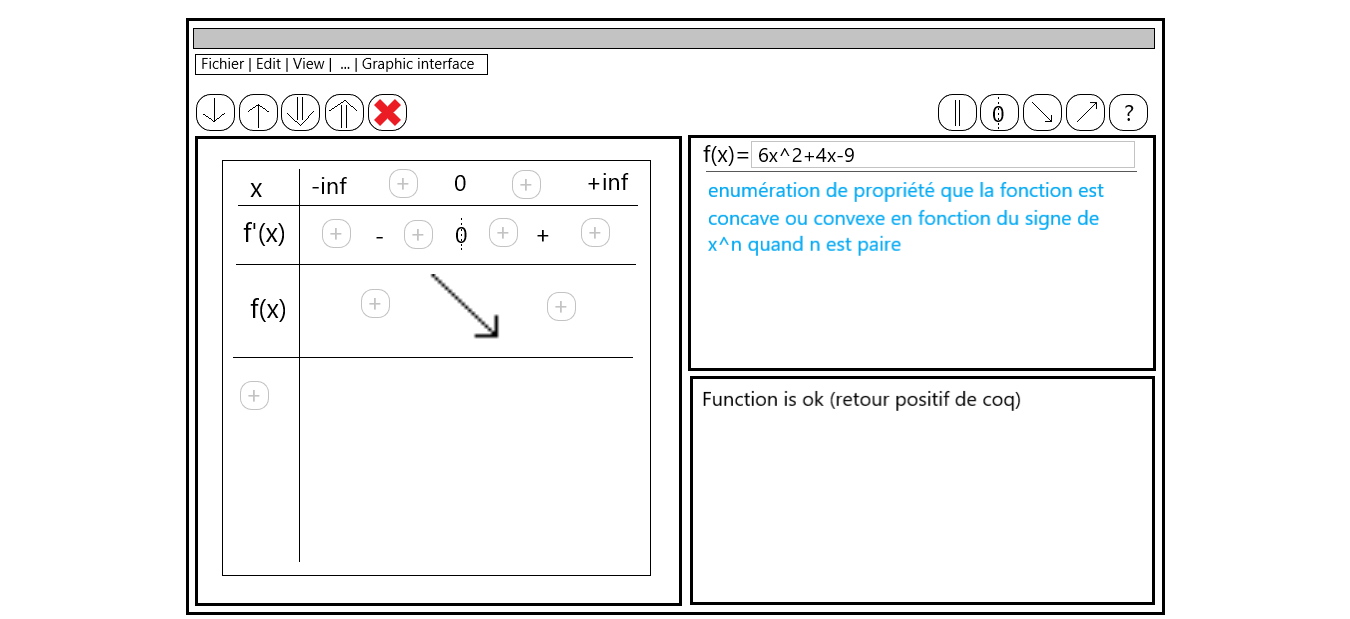 Fichier | Edit | View | ... | Graphic interface
0 ?
x -inf + 0 + +inf
f'(x) + - + 0 + + +
f(x) + +
+
f(x)= 6x^2+4x-9
enumération de propriété que la fonction est
concave ou convexe en fonction du signe de
x^n quand n est paire
Function is ok (retour positif de coq)